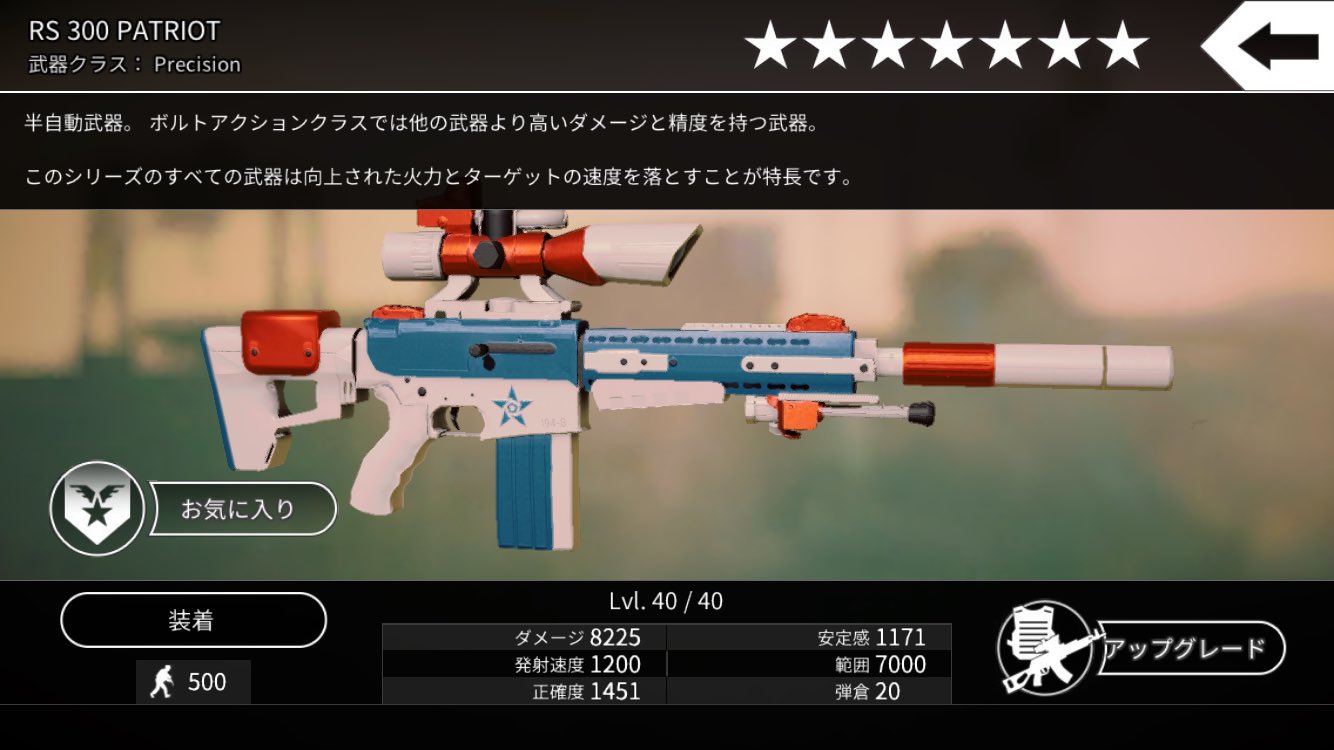 RS 300 PATRIOT
武器クラス： Precision
半自動武器。 ボルトアクションクラスでは他の武器より高いダメージと精度を持つ武器。
このシリーズのすべての武器は向上された火力とターゲットの速度を落とすことが特長です。
194-B
お気に入り
装着
500
Lvl. 40 / 40
ダメージ 8225 安定感 1171
発射速度 1200 範囲 7000
正確度 1451 弾倉 20
アップグレード